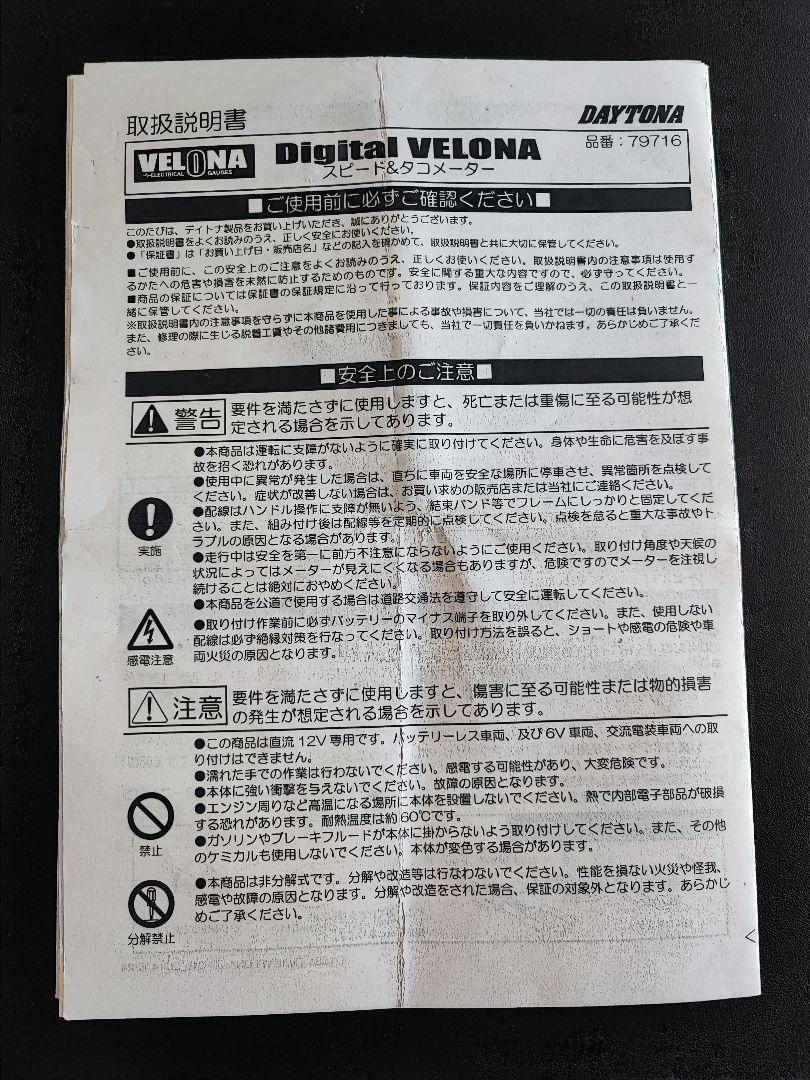 取扱説明書
DAYTONA
VELONA
ELECTRICAL GAUGES
Digital VELONA
スピード&タコメーター
品番：79716
■ご使用前に必ずご確認ください■
このたびは、デイトナ製品をお買い上げいただき、誠にありがとうございます。
●取扱説明書をよくお読みのうえ、正しく安全にお使いください。
●「保証書」は「お買い上げ日・販売店名」などの記入を確かめて、取扱説明書と共に大切に保管してください。
■ご使用前に、この安全上のご注意をよくお読みのうえ、正しくお使いください。取扱説明書内の注意事項は使用す
るかたへの危害や損害を未然に防止するためのものです。安全に関する重大な内容ですので、必ず守ってください。
■商品の保証については保証書の保証規定に沿って行っております。保証内容をご理解のうえ、この取扱説明書と一
緒に保管してください。
※取扱説明書内の注意事項を守らずに本商品を使用した事による事故や損害について、当社では一切の責任は負いません。
また、修理の際に生じる脱着工賃やその他諸費用につきましても、当社で一切責任を負いかねます。あらかじめご了承くだ
さい。
■安全上のご注意■
警告
要件を満たさずに使用しますと、死亡または重傷に至る可能性が想
定される場合を示してあります。
●本商品は運転に支障がないように確実に取り付けてください。身体や生命に危害を及ぼす事
故を招く恐れがあります。
●使用中に異常が発生した場合は、直ちに車両を安全な場所に停車させ、異常箇所を点検して
ください。症状が改善しない場合は、お買い求めの販売店または当社にご連絡ください。
●配線はハンドル操作に支障が無いよう、結束バンド等でフレームにしっかりと固定してくだ
さい。また、組み付け後は配線等を定期的に点検してください。点検を怠ると重大な事故やト
ラブルの原因となる場合があります。
●走行中は安全を第一に前方不注意にならないようにご使用ください。取り付け角度や天候の
状況によってはメーターが見えにくくなる場合もありますが、危険ですのでメーターを注視し
続けることは絶対におやめください。
●本商品を公道で使用する場合は道路交通法を遵守して安全に運転してください。
実施
●取り付け作業前に必ずバッテリーのマイナス端子を取り外してください。また、使用しない
配線は必ず絶縁対策を行なってください。取り付け方法を誤ると、ショートや感電の危険や車
両火災の原因となります。
感電注意
注意
要件を満たさずに使用しますと、傷害に至る可能性または物的損害
の発生が想定される場合を示してあります。
●この商品は直流 12V 専用です。バッテリーレス車両、及び 6V 車両、交流電装車両への取
り付けはできません。
●濡れた手での作業は行わないでください。感電する可能性があり、大変危険です。
●本体に強い衝撃を与えないでください。故障の原因となります。
●エンジン周りなど高温になる場所に本体を設置しないでください。熱で内部電子部品が破損
する恐れがあります。耐熱温度は約 60℃です。
●ガソリンやブレーキフルードが本体に掛からないよう取り付けしてください。また、その他
のケミカルも使用しないでください。本体が変色する場合があります。
禁止
●本商品は非分解式です。分解や改造等は行なわないでください。性能を損ない火災や怪我、
感電や故障の原因となります。分解や改造をされた場合、保証の対象外となります。あらかじ
めご了承ください。
分解禁止